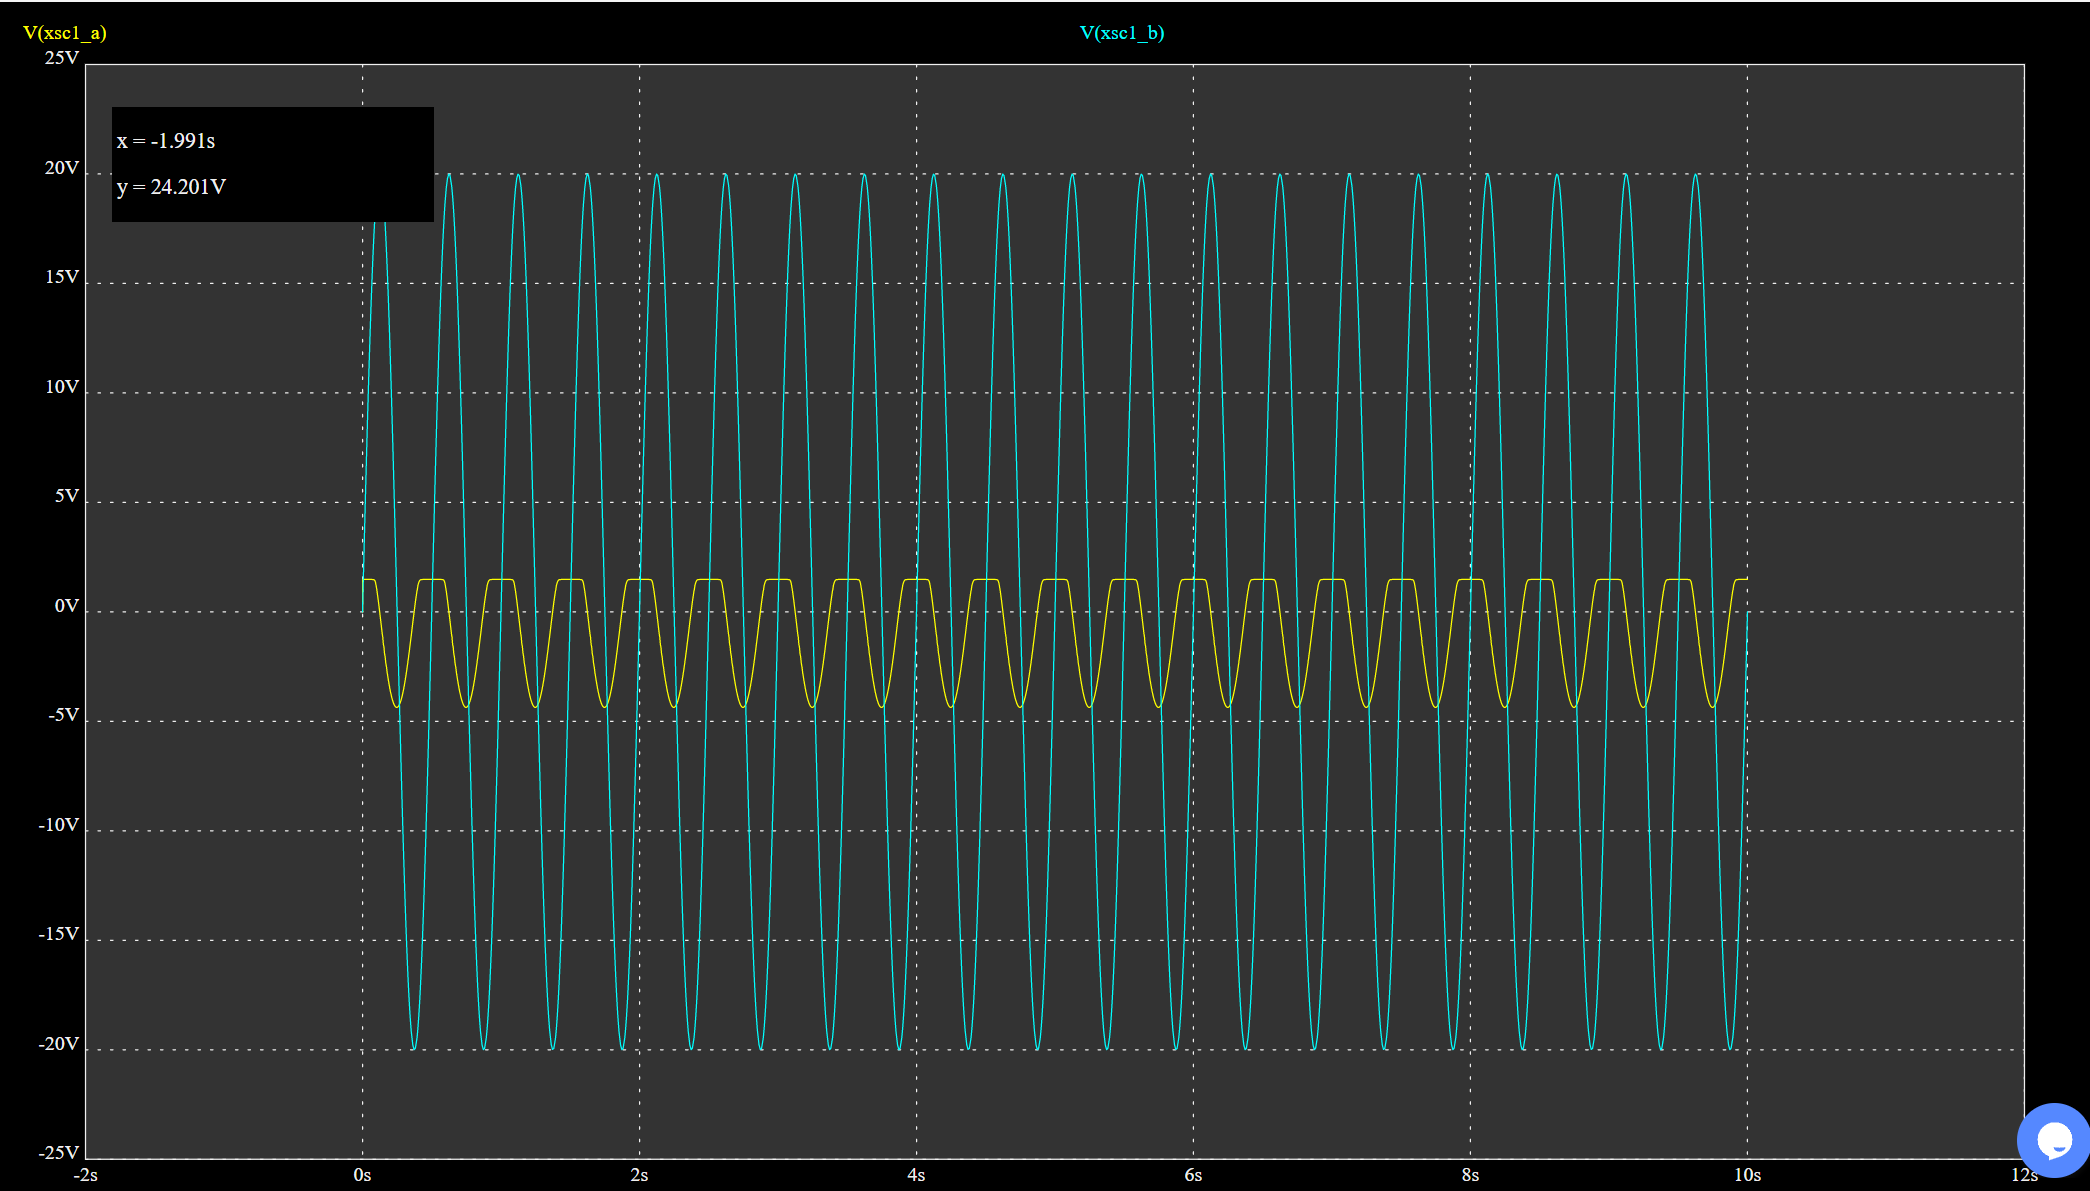 V(xsc1_a)
V(xsc1_b)
25V
x = -1.991s
20V
y = 24.201V
15V
10V
5V
0V
-5V
-10V
-15V
-20V
-25V
-2s 0s 2s 4s 6s 8s 10s 12s